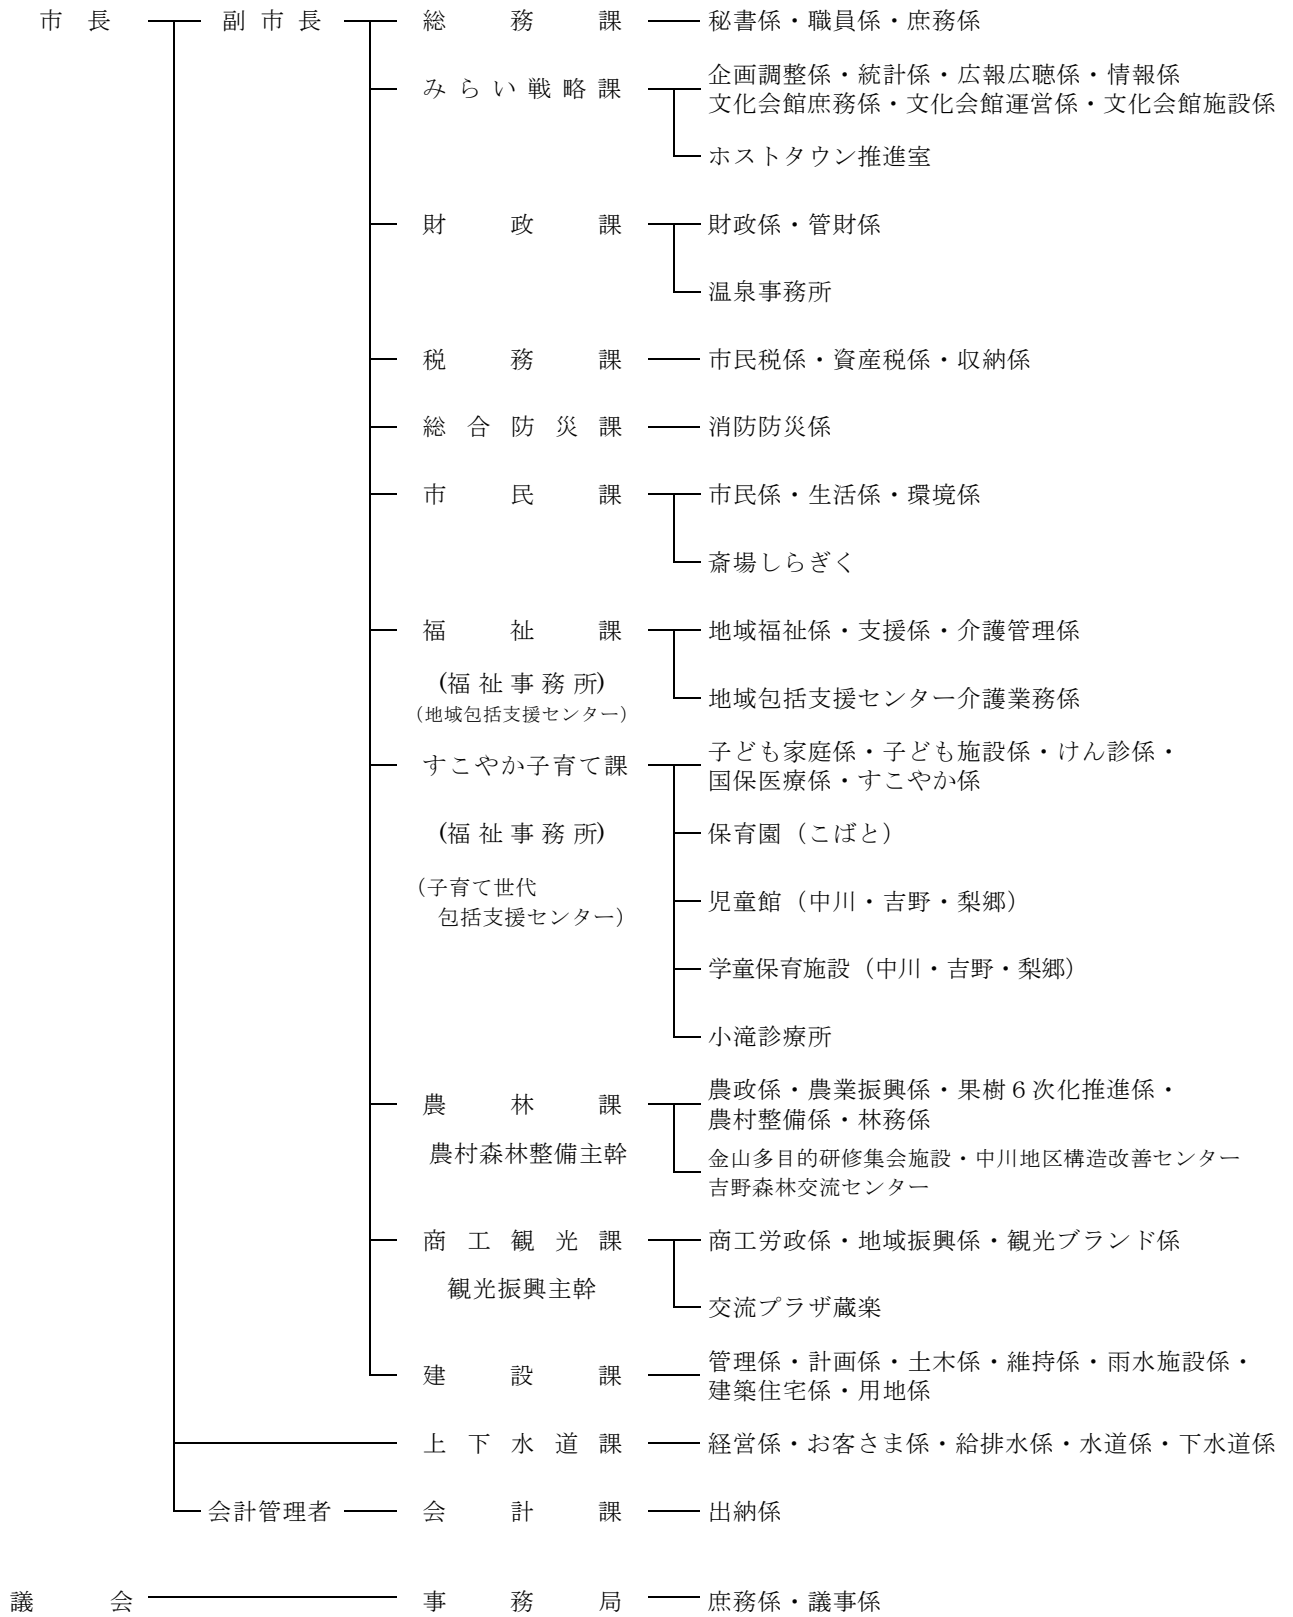 市長 副市長 総務課 秘書係・職員係・庶務係
みらい戦略課 企画調整係・統計係・広報広聴係・情報係
文化会館庶務係・文化会館運営係・文化会館施設係
ホストタウン推進室
財政課 財政係・管財係
温泉事務所
税務課 市民税係・資産税係・収納係
総合防災課 消防防災係
市民課 市民係・生活係・環境係
斎場しらぎく
福祉課 地域福祉係・支援係・介護管理係
(福祉事務所)
地域包括支援センター介護業務係
（地域包括支援センター）
すこやか子育て課 子ども家庭係・子ども施設係・けん診係・
国保医療係・すこやか係
(福祉事務所) 保育園（こばと）
（子育て世代
児童館（中川・吉野・梨郷）
包括支援センター）
学童保育施設（中川・吉野・梨郷）
小滝診療所
農林課 農政係・農業振興係・果樹６次化推進係・
農村整備係・林務係
農村森林整備主幹 金山多目的研修集会施設・中川地区構造改善センター
吉野森林交流センター
商工観光課 商工労政係・地域振興係・観光ブランド係
観光振興主幹
交流プラザ蔵楽
建設課 管理係・計画係・土木係・維持係・雨水施設係・
建築住宅係・用地係
上下水道課 経営係・お客さま係・給排水係・水道係・下水道係
会計管理者 会計課 出納係
議会 事務局 庶務係・議事係